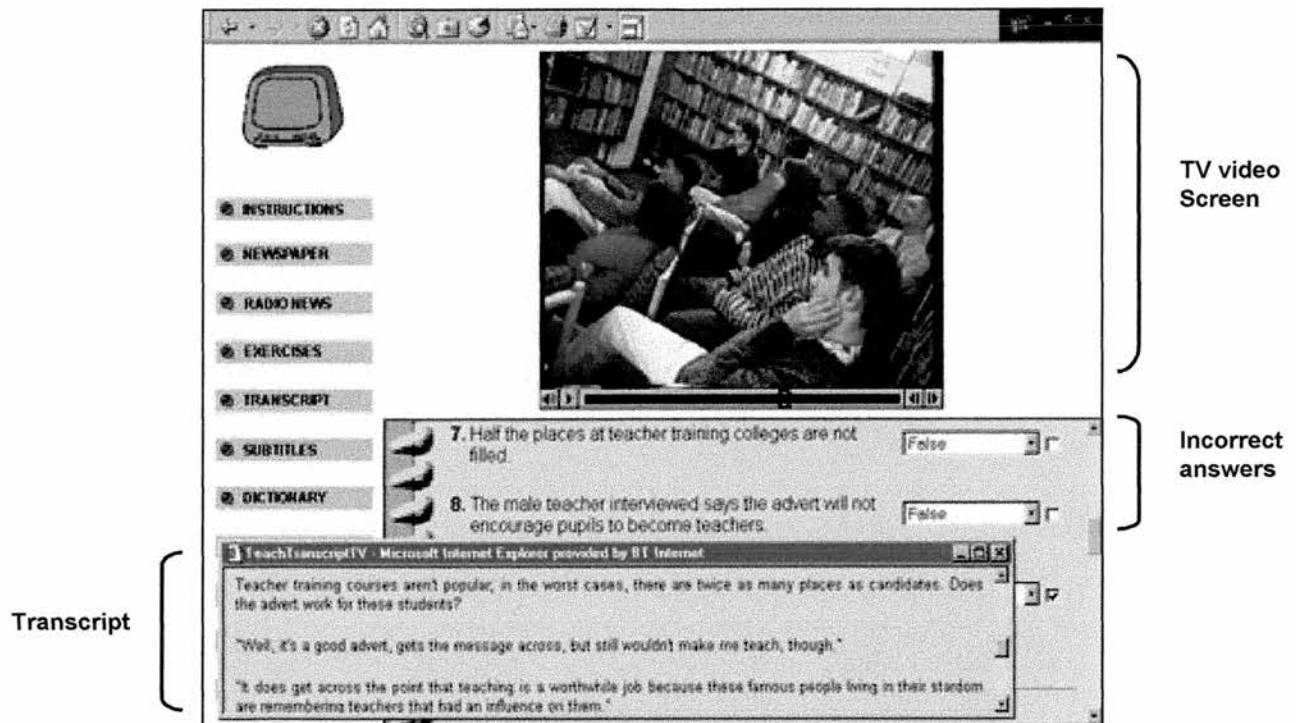 TV video
Screen
INSTRUCTIONS
NEWSPAPER
RADIO NEWS
EXERCISES
TRANSCRIPT
SUBTITLES
DICTIONARY
7. Half the places at teacher training colleges are not
filled.
False
8. The male teacher interviewed says the advert will not
encourage pupils to become teachers.
False
Incorrect
answers
Transcript
TeachTranscriptTV - Microsoft Internet Explorer provided by BT Internet
Teacher training courses aren't popular, in the worst cases, there are twice as many places as candidates. Does
the advert work for these students?
"Well, it's a good advert, gets the message across, but still wouldn't make me teach, though."
"It does get across the point that teaching is a worthwhile job because these famous people living in their stardom
are remembering teachers that had an influence on them."